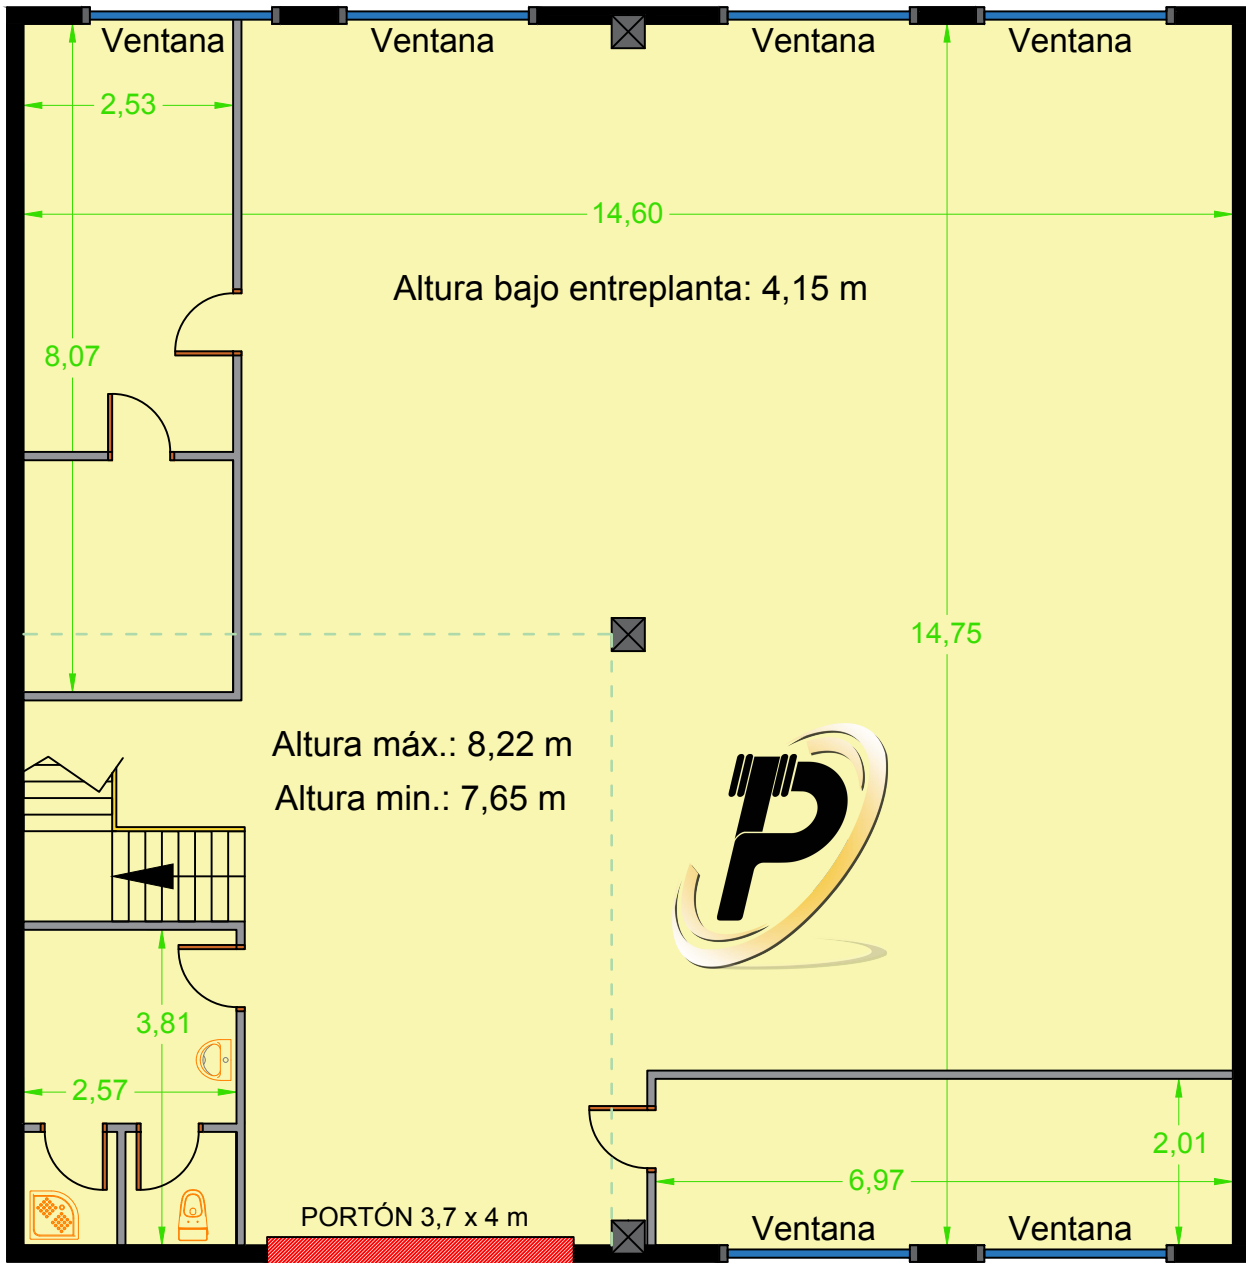 Ventana Ventana Ventana Ventana
2,53
14,60
Altura bajo entreplanta: 4,15 m
8,07
14,75
Altura máx.: 8,22 m
Altura min.: 7,65 m
P
3,81
2,57
2,01
6,97
PORTÓN 3,7 x 4 m
Ventana Ventana